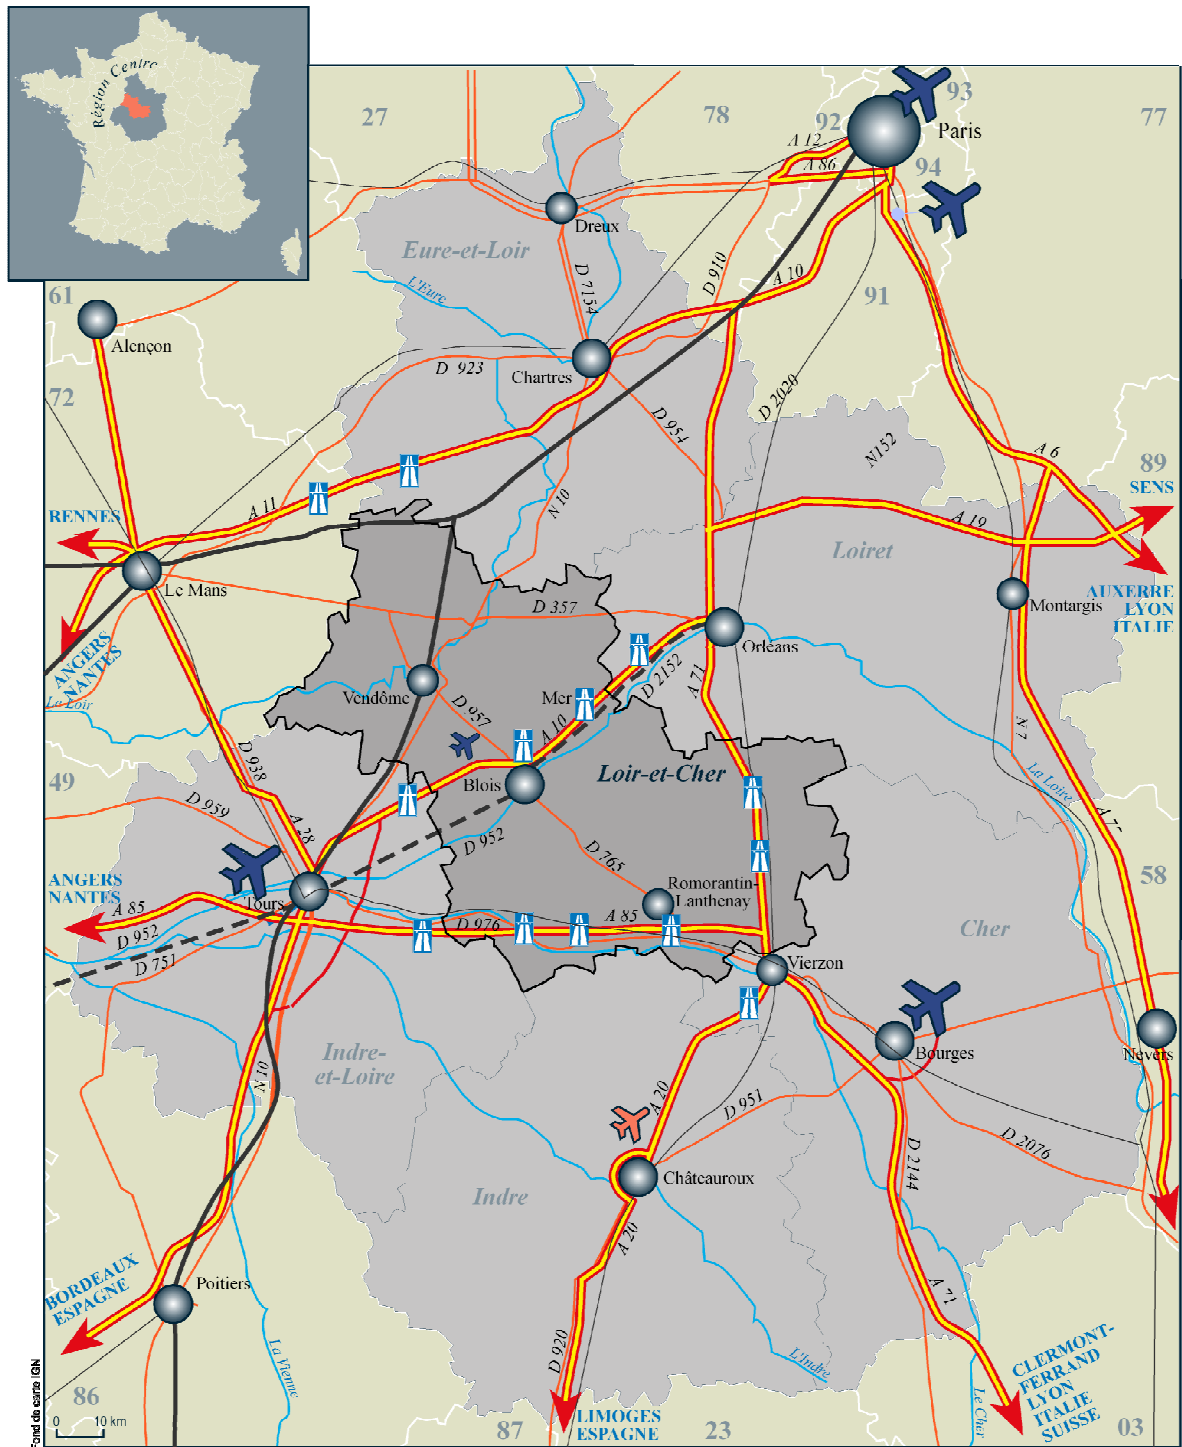 Région Centre
27
78
92
93
77
Paris
A 12
A 86
94
Dreux
Eure-et-Loir
L'Eure
D 7154
D 910
A 10
91
61
Alençon
Chartres
D 923
72
D 954
D 2020
N152
A 6
89
SENS
A 11
N 10
A 19
RENNES
Loiret
Le Mans
D 357
Montargis
AUXERRE
LYON
ITALIE
ANGERS
NANTES
La Loir
Orléans
D 2152
A 71
Vendôme
Mer
D 957
A 10
N 7
La Loire
Loir-et-Cher
Blois
49
D 938
D 959
A 28
D 952
D 765
A 77
Cher
58
ANGERS
NANTES
Tours
A 85
D 952
D 751
Romorantin-
Lanthenay
D 976
A 85
Vierzon
Bourges
Nevers
Indre-
et-Loire
N 10
A 20
D 951
D 2076
D 2144
Châteauroux
Indre
A 20
BORDEAUX
ESPAGNE
Poitiers
A 71
La Vienne
D 920
L'Indre
Le Cher
CLERMONT-
FERRAND
LYON
ITALIE
SUISSE
Fond de carte IGN
86
0 10 km
87
LIMOGES
ESPAGNE
23
03